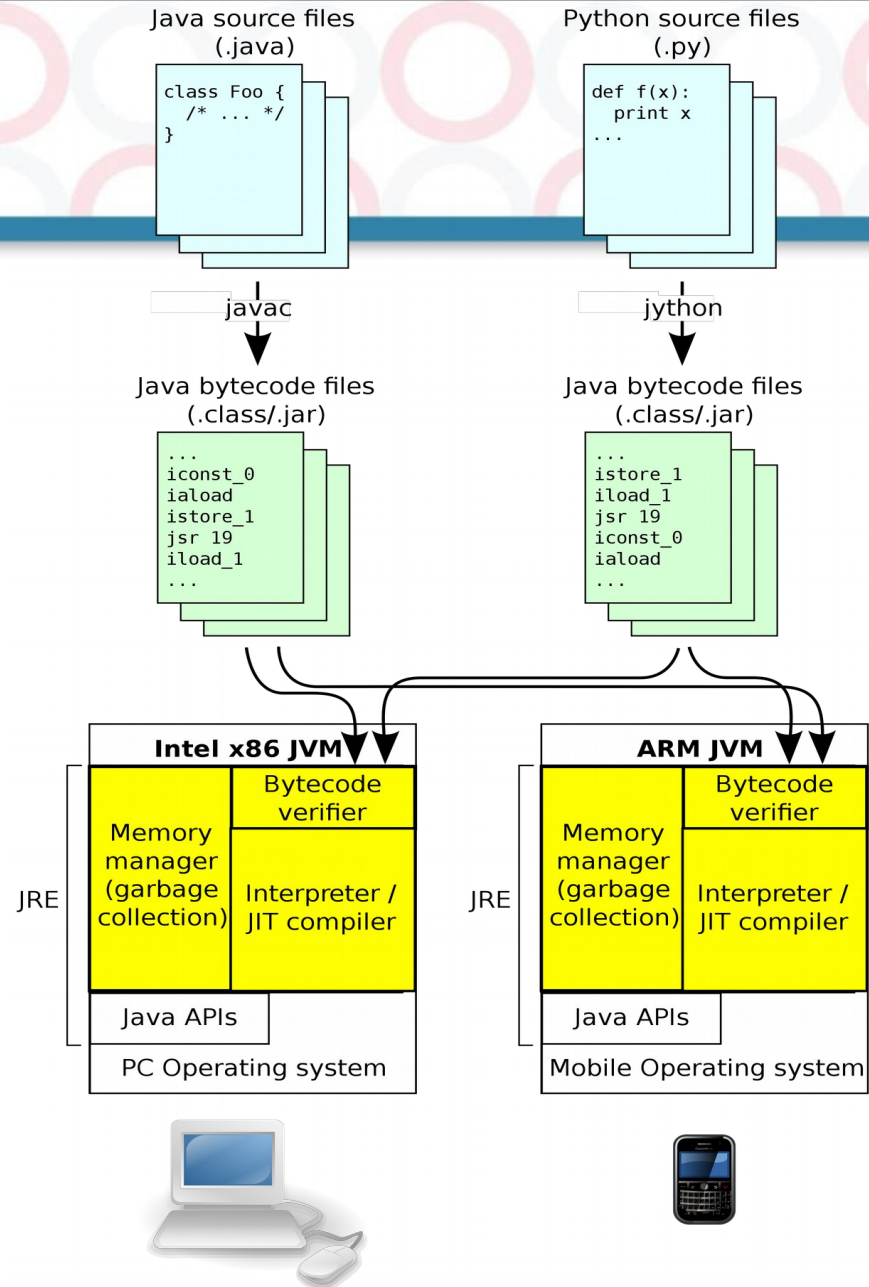 Java source files
(.java)
class Foo {
  /* ... */
}
Python source files
(.py)
def f(x):
  print x
...
javac
jython
Java bytecode files
(.class/.jar)
...
iconst_0
iaload
istore_1
jsr 19
iload_1
...
Java bytecode files
(.class/.jar)
...
istore_1
iload_1
jsr 19
iconst_0
iaload
...
Intel x86 JVM
JRE
Memory
manager
(garbage
collection)
Bytecode
verifier
Interpreter /
JIT compiler
Java APIs
PC Operating system
ARM JVM
JRE
Memory
manager
(garbage
collection)
Bytecode
verifier
Interpreter /
JIT compiler
Java APIs
Mobile Operating system